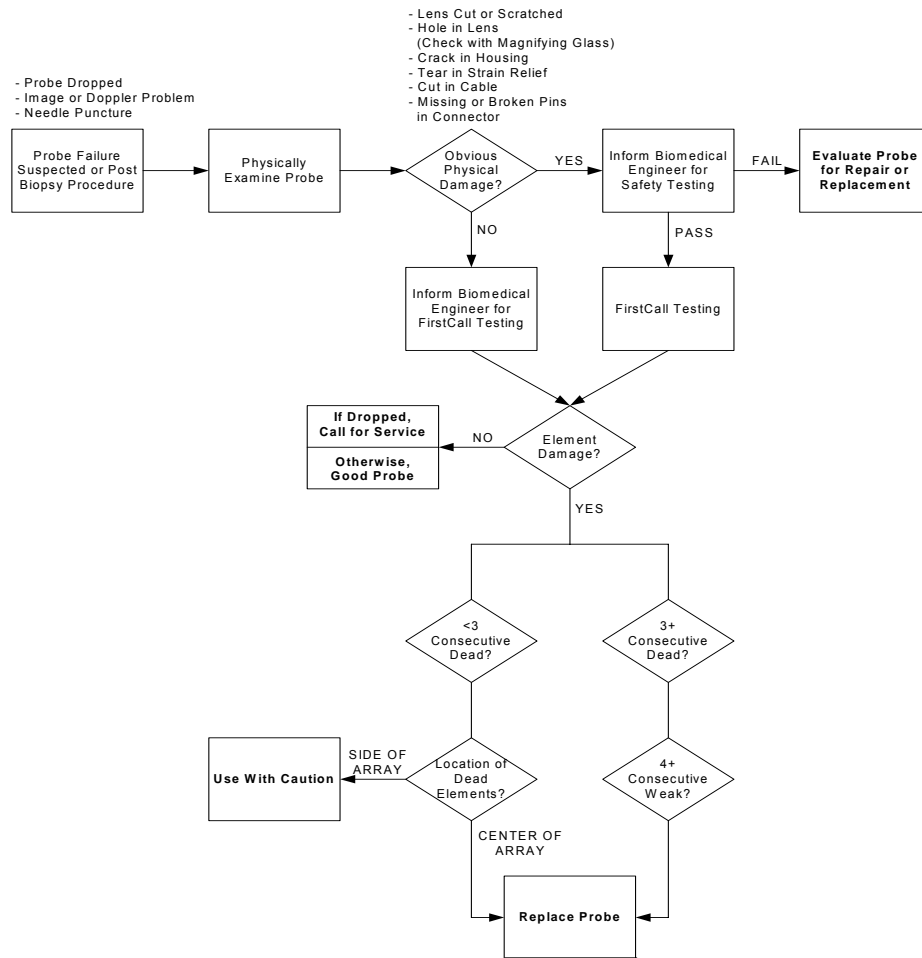 - Lens Cut or Scratched
- Hole in Lens
(Check with Magnifying Glass)
- Crack in Housing
- Tear in Strain Relief
- Cut in Cable
- Missing or Broken Pins
in Connector
- Probe Dropped
- Image or Doppler Problem
- Needle Puncture
Probe Failure
Suspected or Post
Biopsy Procedure
Physically
Examine Probe
Obvious
Physical
Damage?
YES
Inform Biomedical
Engineer for
Safety Testing
FAIL
Evaluate Probe
for Repair or
Replacement
NO
PASS
Inform Biomedical
Engineer for
FirstCall Testing
FirstCall Testing
If Dropped,
Call for Service
Otherwise,
Good Probe
NO
Element
Damage?
YES
<3
Consecutive
Dead?
3+
Consecutive
Dead?
Use With Caution
SIDE OF
ARRAY
Location of
Dead
Elements?
4+
Consecutive
Weak?
CENTER OF
ARRAY
Replace Probe